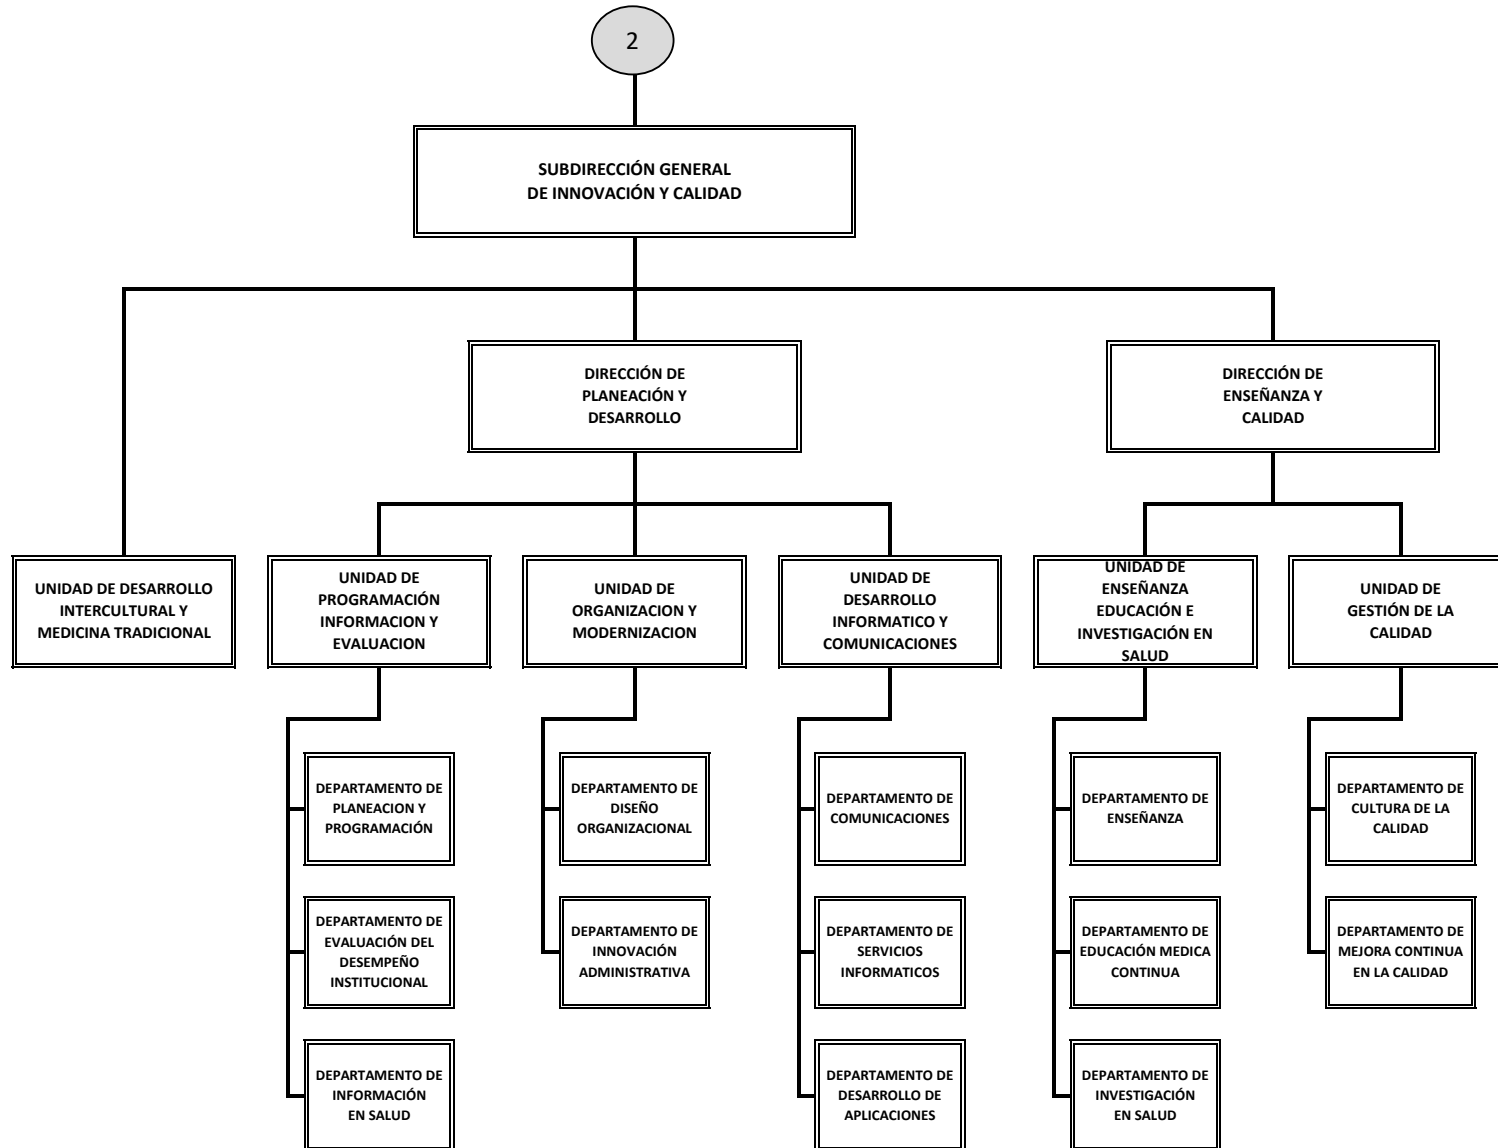 2
SUBDIRECCIÓN GENERAL
DE INNOVACIÓN Y CALIDAD
DIRECCIÓN DE
PLANEACIÓN Y
DESARROLLO
DIRECCIÓN DE
ENSEÑANZA Y
CALIDAD
UNIDAD DE DESARROLLO
INTERCULTURAL Y
MEDICINA TRADICIONAL
UNIDAD DE
PROGRAMACIÓN
INFORMACION Y
EVALUACION
UNIDAD DE
ORGANIZACION Y
MODERNIZACION
UNIDAD DE
DESARROLLO
INFORMATICO Y
COMUNICACIONES
UNIDAD DE
ENSEÑANZA
EDUCACIÓN E
INVESTIGACIÓN EN
SALUD
UNIDAD DE
GESTIÓN DE LA
CALIDAD
DEPARTAMENTO DE
PLANEACION Y
PROGRAMACIÓN
DEPARTAMENTO DE
DISEÑO
ORGANIZACIONAL
DEPARTAMENTO DE
COMUNICACIONES
DEPARTAMENTO DE
ENSEÑANZA
DEPARTAMENTO DE
CULTURA DE LA
CALIDAD
DEPARTAMENTO DE
EVALUACIÓN DEL
DESEMPEÑO
INSTITUCIONAL
DEPARTAMENTO DE
INNOVACIÓN
ADMINISTRATIVA
DEPARTAMENTO DE
SERVICIOS
INFORMATICOS
DEPARTAMENTO DE
EDUCACIÓN MEDICA
CONTINUA
DEPARTAMENTO DE
MEJORA CONTINUA
EN LA CALIDAD
DEPARTAMENTO DE
INFORMACIÓN
EN SALUD
DEPARTAMENTO DE
DESARROLLO DE
APLICACIONES
DEPARTAMENTO DE
INVESTIGACIÓN
EN SALUD